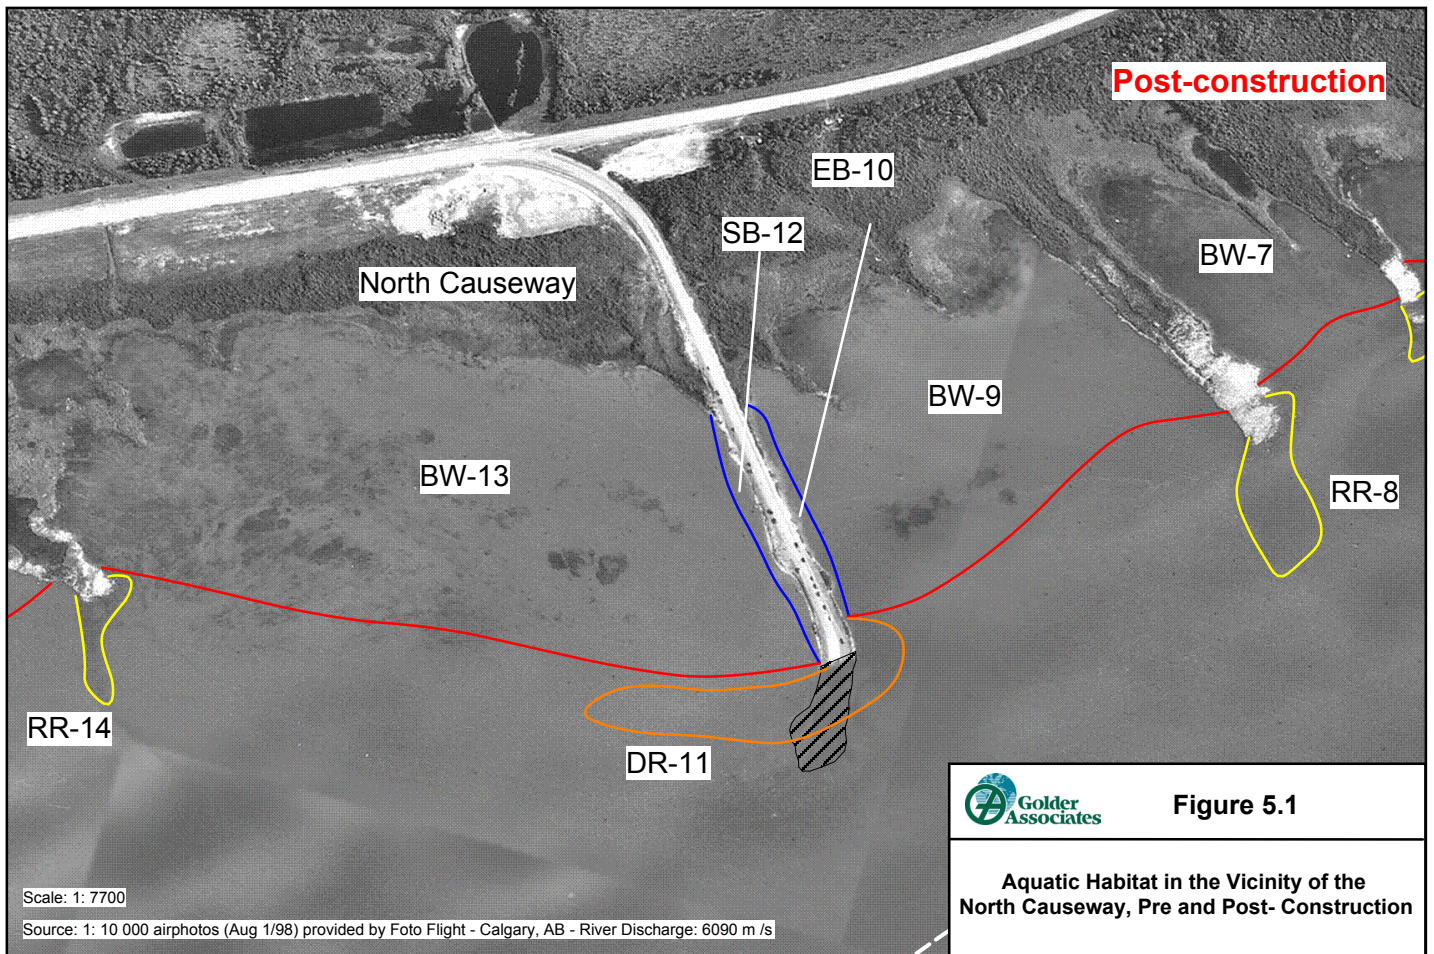 Post-construction
EB-10
SB-12
BW-7
North Causeway
BW-9
BW-13
RR-8
RR-14
DR-11
Golder
Associates
Figure 5.1
Aquatic Habitat in the Vicinity of the
North Causeway, Pre and Post- Construction
Scale: 1: 7700
Source: 1: 10 000 airphotos (Aug 1/98) provided by Foto Flight - Calgary, AB - River Discharge: 6090 m /s